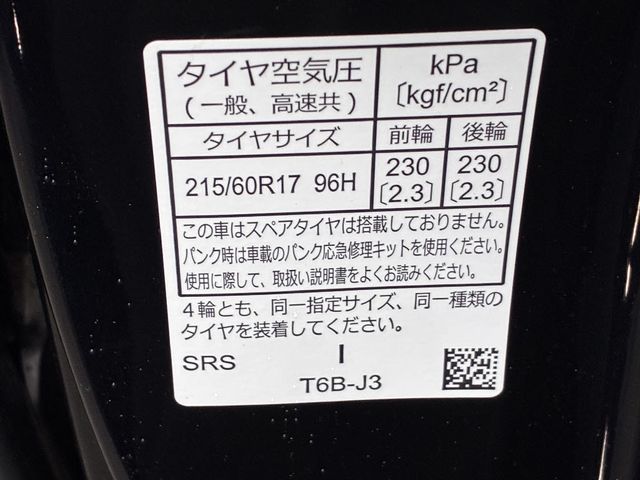 タイヤ空気圧
(一般、高速共)
kPa
〔kgf/cm²〕
タイヤサイズ 前輪 後輪
215/60R17 96H 230 230
〔2.3〕 〔2.3〕
この車はスペアタイヤは搭載しておりません。
パンク時は車載のパンク応急修理キットを使用ください。
使用に際して、取扱い説明書をよくお読みください。
4輪とも、同一指定サイズ、同一種類の
タイヤを装着してください。
SRS I
T6B-J3